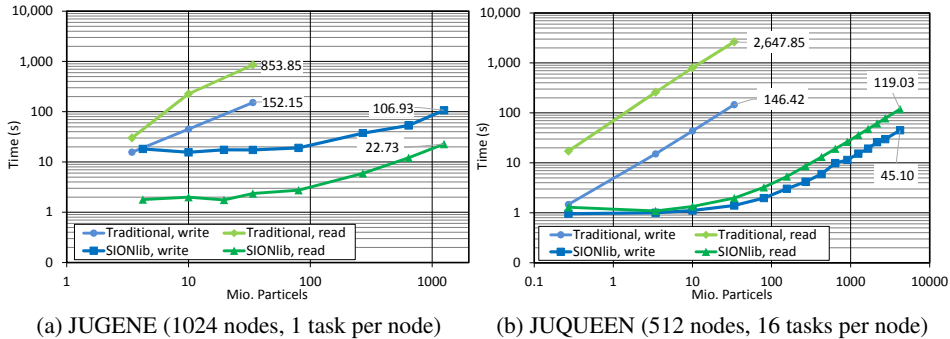 10,000
1,000
100
10
1
0
Time (s)
853.85
152.15
106.93
22.73
Traditional, write
Traditional, read
SIONlib, write
SIONlib, read
1
10
100
1000
Mio. Particels
(a) JUGENE (1024 nodes, 1 task per node)
10,000
1,000
100
10
1
0
Time (s)
2,647.85
146.42
119.03
45.10
Traditional, write
Traditional, read
SIONlib, write
SIONlib, read
0.1
1
10
100
1000
10000
Mio. Particels
(b) JUQUEEN (512 nodes, 16 tasks per node)